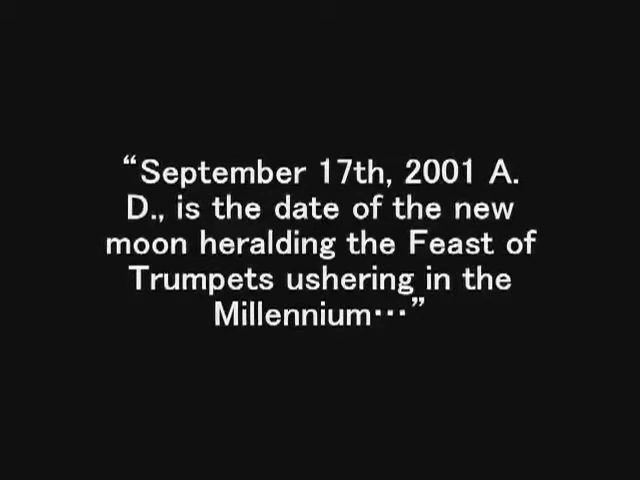 “September 17th, 2001 A.
D., is the date of the new
moon heralding the Feast of
Trumpets ushering in the
Millennium…”